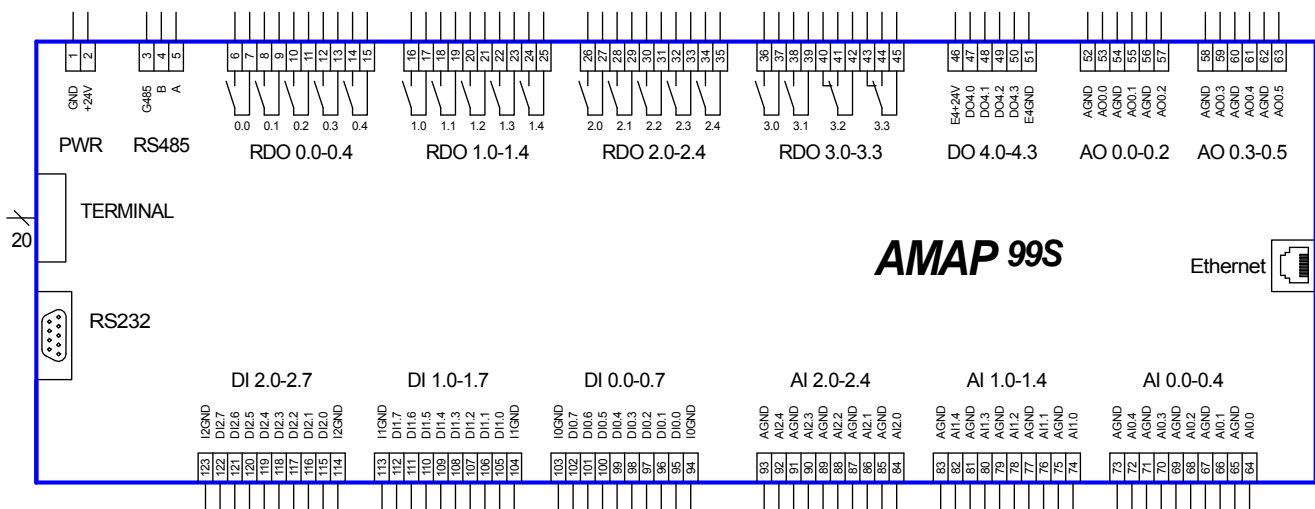 1 2
3 4 5
6 7 8 9 10 11 12 13 14 15
16 17 18 19 20 21 22 23 24 25
26 27 28 29 30 31 32 33 34 35
36 37 38 39 40 41 42 43 44 45
46 47 48 49 50 51
52 53 54 55 56 57
58 59 60 61 62 63
GND +24V
G485 B A
0.0 0.1 0.2 0.3 0.4
1.0 1.1 1.2 1.3 1.4
2.0 2.1 2.2 2.3 2.4
3.0 3.1 3.2 3.3
E4+24V DO4.0 DO4.1 DO4.2 DO4.3 E4GND
AGND AO0.0 AGND AO0.1 AGND AO0.2
AGND AO0.3 AGND AO0.4 AGND AO0.5
PWR
RS485
RDO 0.0-0.4
RDO 1.0-1.4
RDO 2.0-2.4
RDO 3.0-3.3
DO 4.0-4.3
AO 0.0-0.2
AO 0.3-0.5
TERMINAL
20
AMAP 99S
Ethernet
RS232
DI 2.0-2.7
DI 1.0-1.7
DI 0.0-0.7
AI 2.0-2.4
AI 1.0-1.4
AI 0.0-0.4
I2GND DI2.7 DI2.6 DI2.5 DI2.4 DI2.3 DI2.2 DI2.1 DI2.0 I2GND
I1GND DI1.7 DI1.6 DI1.5 DI1.4 DI1.3 DI1.2 DI1.1 DI1.0 I1GND
I0GND DI0.7 DI0.6 DI0.5 DI0.4 DI0.3 DI0.2 DI0.1 DI0.0 I0GND
AGND AI2.4 AGND AI2.3 AGND AI2.2 AGND AI2.1 AGND AI2.0
AGND AI1.4 AGND AI1.3 AGND AI1.2 AGND AI1.1 AGND AI1.0
AGND AI0.4 AGND AI0.3 AGND AI0.2 AGND AI0.1 AGND AI0.0
123 122 121 120 119 118 117 116 115 114
113 112 111 110 109 108 107 106 105 104
103 102 101 100 99 98 97 96 95 94
93 92 91 90 89 88 87 86 85 84
83 82 81 80 79 78 77 76 75 74
73 72 71 70 69 68 67 66 65 64